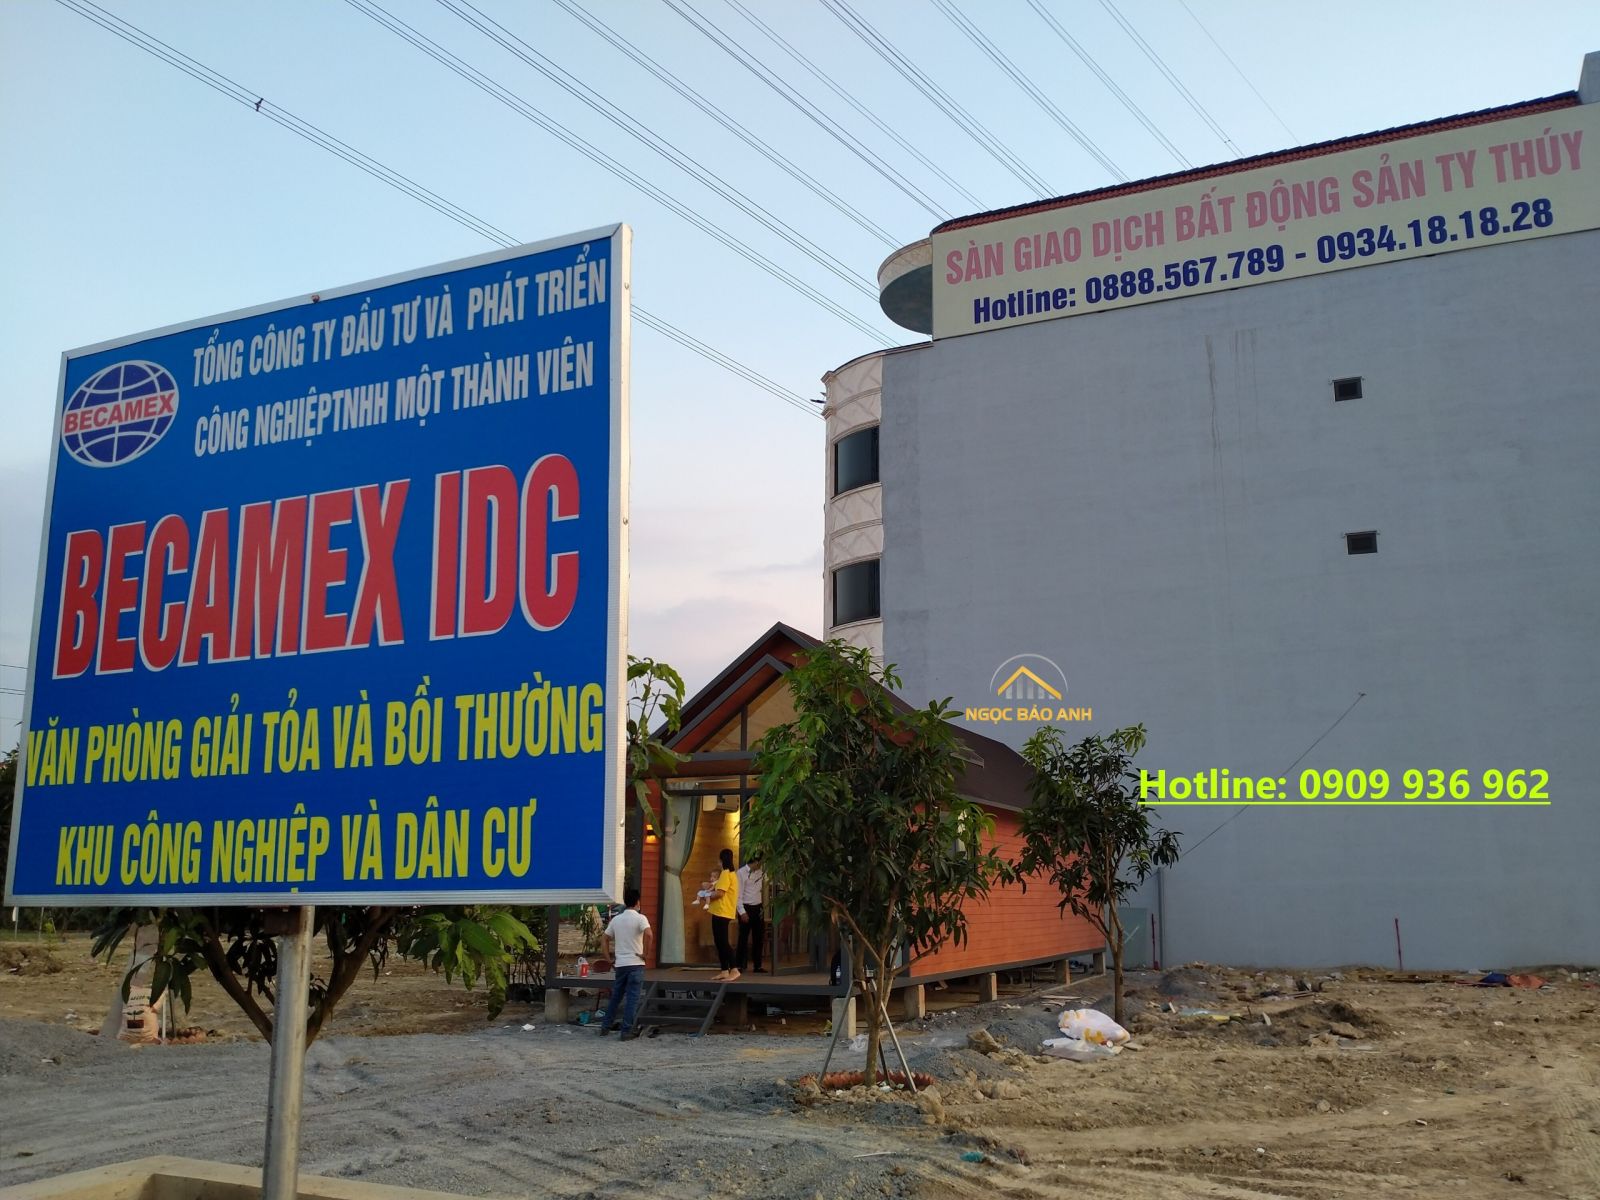 BECAMEX
TỔNG CÔNG TY ĐẦU TƯ VÀ PHÁT TRIỂN
CÔNG NGHIỆPTNHH MỘT THÀNH VIÊN
BECAMEX IDC
VĂN PHÒNG GIẢI TỎA VÀ BỒI THƯỜNG
KHU CÔNG NGHIỆP VÀ DÂN CƯ
SÀN GIAO DỊCH BẤT ĐỘNG SẢN TY THÚY
Hotline: 0888.567.789 - 0934.18.18.28
NGỌC BẢO ANH
Hotline: 0909 936 962